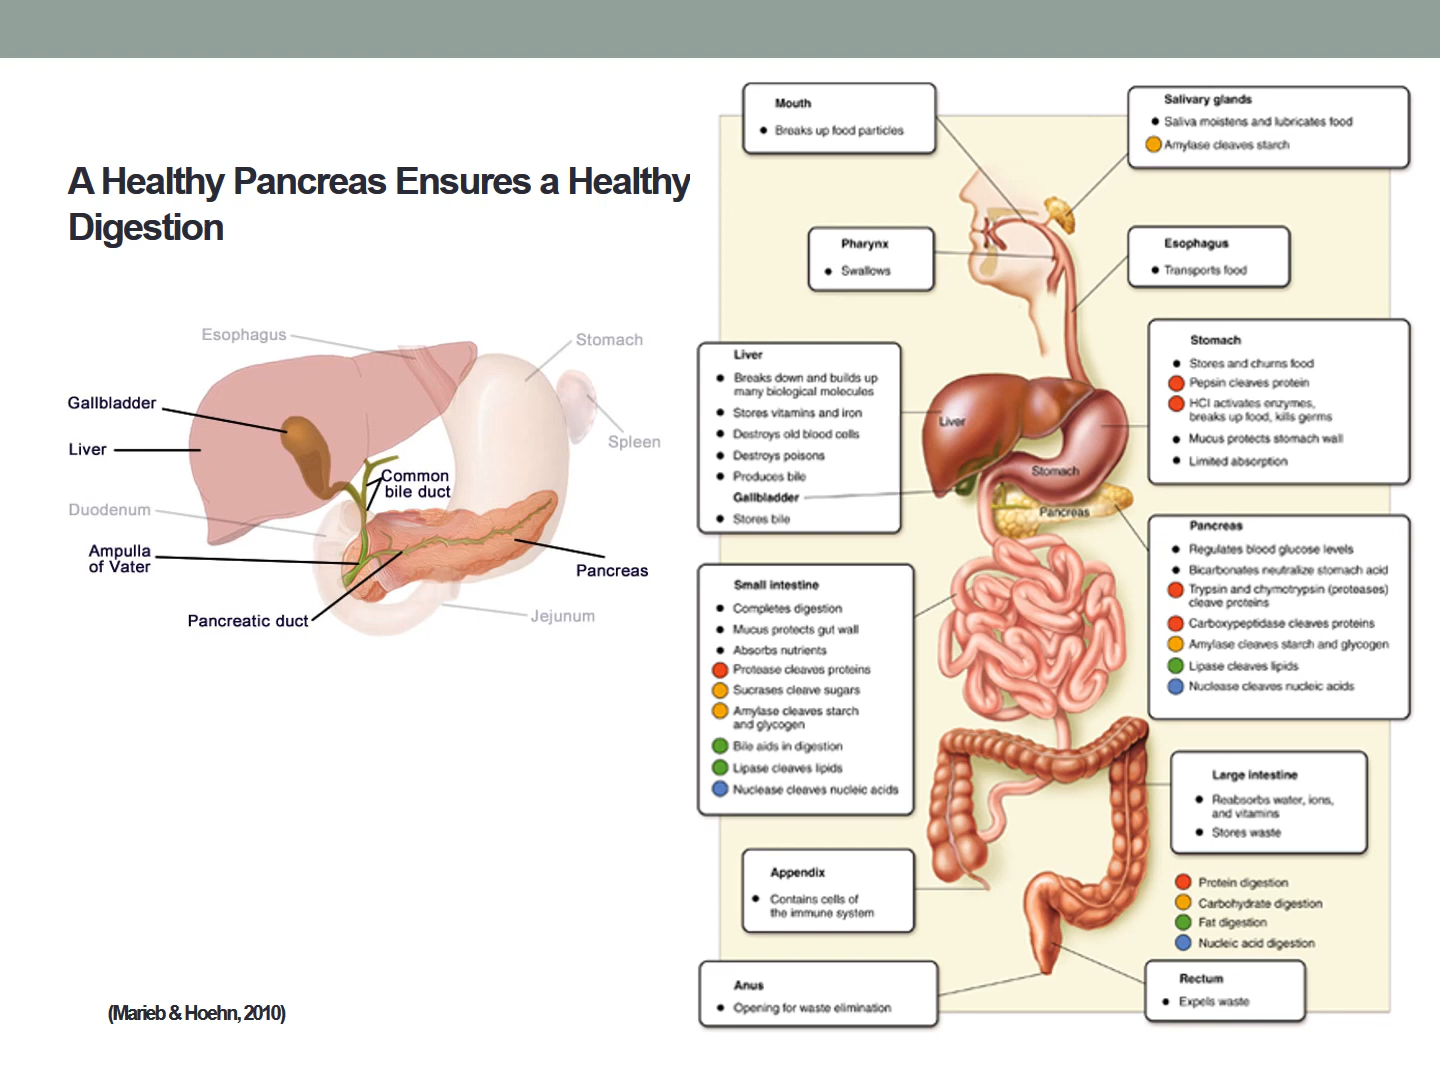 A Healthy Pancreas Ensures a Healthy
Digestion
Esophagus
Stomach
Gallbladder
Liver
Spleen
Common
bile duct
Duodenum
Ampulla
of Vater
Pancreas
Pancreatic duct
Jejunum
(Marieb & Hoehn, 2010)
Mouth
● Breaks up food particles
Salivary glands
● Saliva moistens and lubricates food
Amylase cleaves starch
Pharynx
● Swallows
Esophagus
● Transports food
Liver
● Breaks down and builds up
many biological molecules
● Stores vitamins and iron
● Destroys old blood cells
● Destroys poisons
● Produces bile
Gallbladder
● Stores bile
Stomach
● Stores and churns food
Pepsin cleaves protein
HCl activates enzymes,
breaks up food, kills germs
● Mucus protects stomach wall
● Limited absorption
Liver
Stomach
Pancreas
Pancreas
● Regulates blood glucose levels
● Bicarbonates neutralize stomach acid
Trypsin and chymotrypsin (proteases)
cleave proteins
Carboxypeptidase cleaves proteins
Amylase cleaves starch and glycogen
Lipase cleaves lipids
Nuclease cleaves nucleic acids
Small intestine
● Completes digestion
● Mucus protects gut wall
● Absorbs nutrients
Protease cleaves proteins
Sucrases cleave sugars
Amylase cleaves starch
and glycogen
Bile aids in digestion
Lipase cleaves lipids
Nuclease cleaves nucleic acids
Large intestine
● Reabsorbs water, ions,
and vitamins
● Stores waste
Appendix
● Contains cells of
the immune system
Protein digestion
Carbohydrate digestion
Fat digestion
Nucleic acid digestion
Anus
● Opening for waste elimination
Rectum
● Expels waste